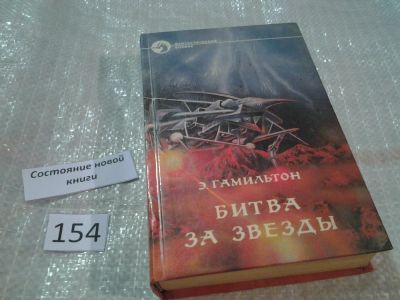 Э. ГАМИЛЬТОН
БИТВА
ЗА ЗВЕЗДЫ
Состояние новой
книги
154